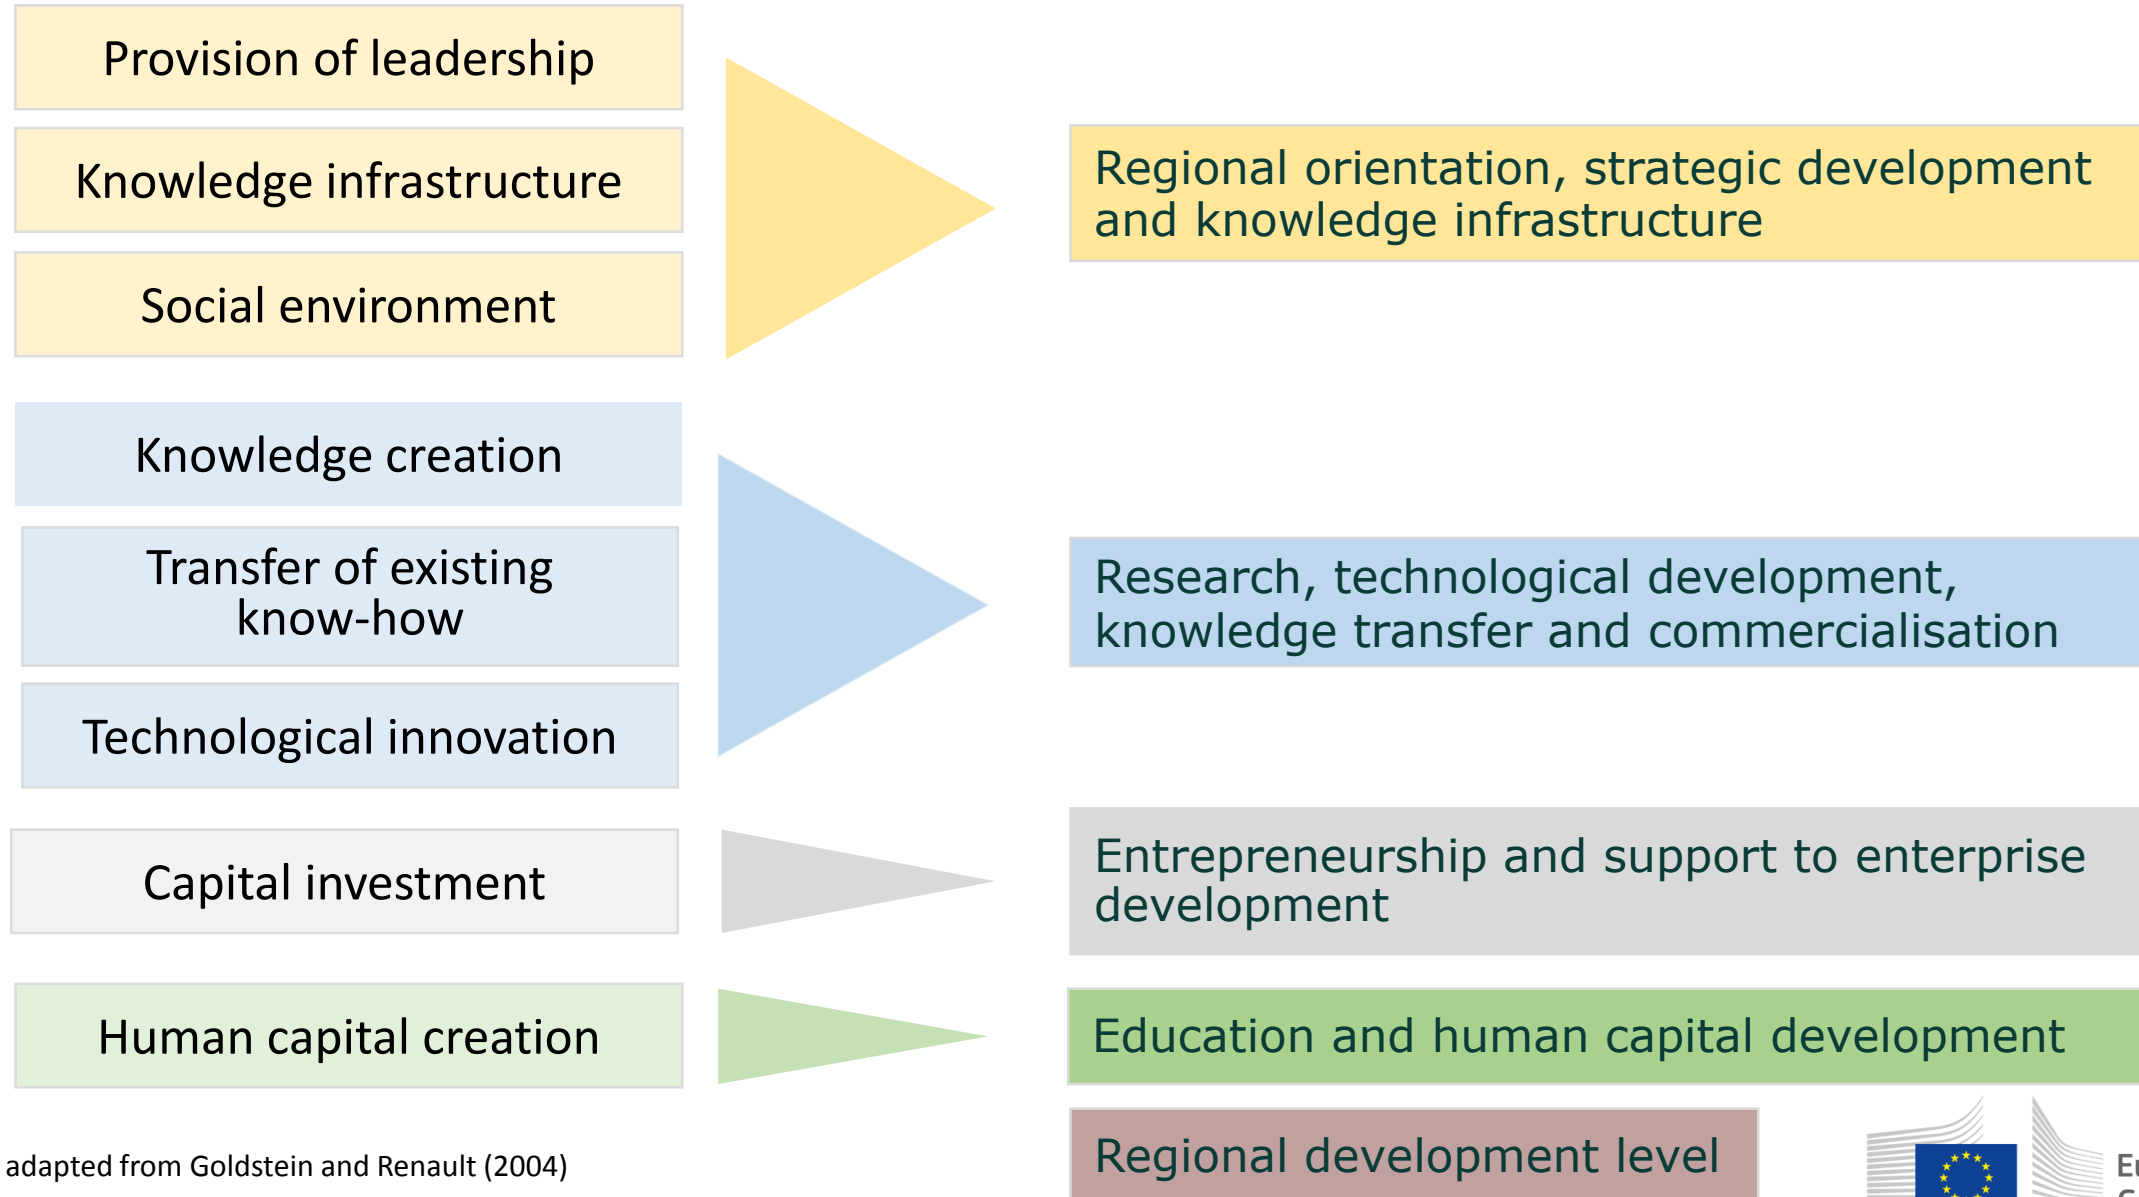 Provision of leadership
Knowledge infrastructure
Social environment
Regional orientation, strategic development
and knowledge infrastructure
Knowledge creation
Transfer of existing
know-how
Technological innovation
Research, technological development,
knowledge transfer and commercialisation
Capital investment
Entrepreneurship and support to enterprise
development
Human capital creation
Education and human capital development
adapted from Goldstein and Renault (2004)
Regional development level